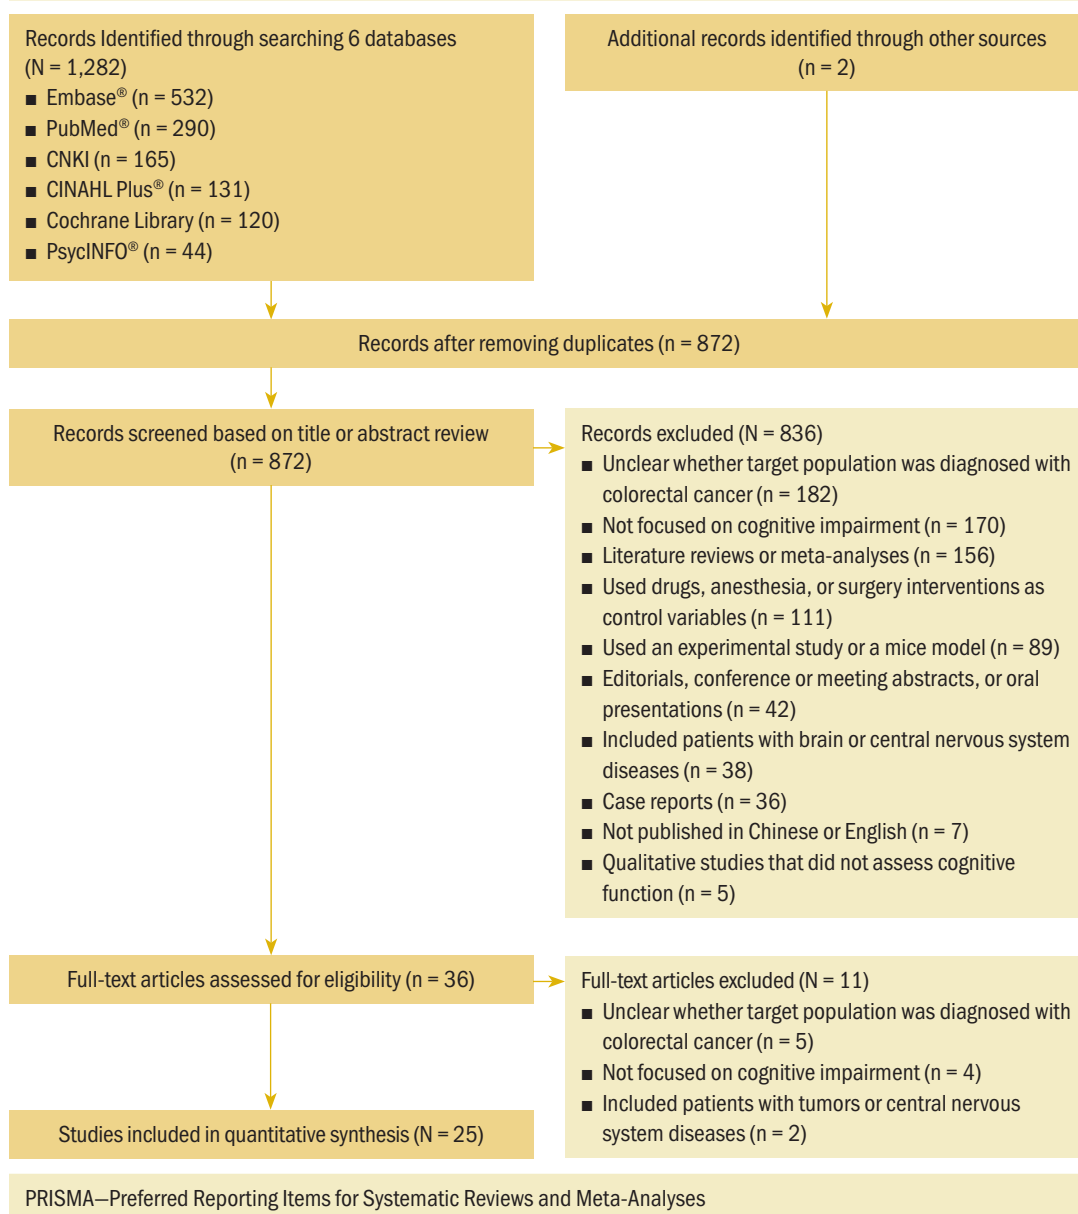 Records Identified through searching 6 databases
(N = 1,282)
■ Embase® (n = 532)
■ PubMed® (n = 290)
■ CNKI (n = 165)
■ CINAHL Plus® (n = 131)
■ Cochrane Library (n = 120)
■ PsycINFO® (n = 44)
Additional records identified through other sources
(n = 2)
Records after removing duplicates (n = 872)
Records screened based on title or abstract review
(n = 872)
Records excluded (N = 836)
■ Unclear whether target population was diagnosed with
colorectal cancer (n = 182)
■ Not focused on cognitive impairment (n = 170)
■ Literature reviews or meta-analyses (n = 156)
■ Used drugs, anesthesia, or surgery interventions as
control variables (n = 111)
■ Used an experimental study or a mice model (n = 89)
■ Editorials, conference or meeting abstracts, or oral
presentations (n = 42)
■ Included patients with brain or central nervous system
diseases (n = 38)
■ Case reports (n = 36)
■ Not published in Chinese or English (n = 7)
■ Qualitative studies that did not assess cognitive
function (n = 5)
Full-text articles assessed for eligibility (n = 36)
Full-text articles excluded (N = 11)
■ Unclear whether target population was diagnosed with
colorectal cancer (n = 5)
■ Not focused on cognitive impairment (n = 4)
■ Included patients with tumors or central nervous
system diseases (n = 2)
Studies included in quantitative synthesis (N = 25)
PRISMA—Preferred Reporting Items for Systematic Reviews and Meta-Analyses